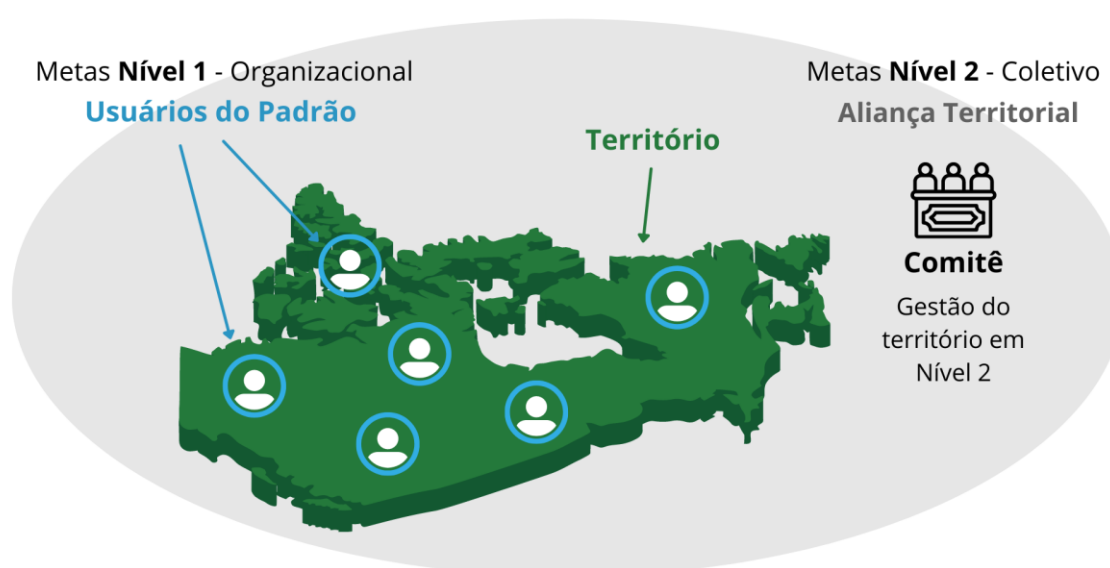 Metas Nível 1 - Organizacional
Usuários do Padrão
Território
Metas Nível 2 - Coletivo
Aliança Territorial
Comitê
Gestão do
território em
Nível 2